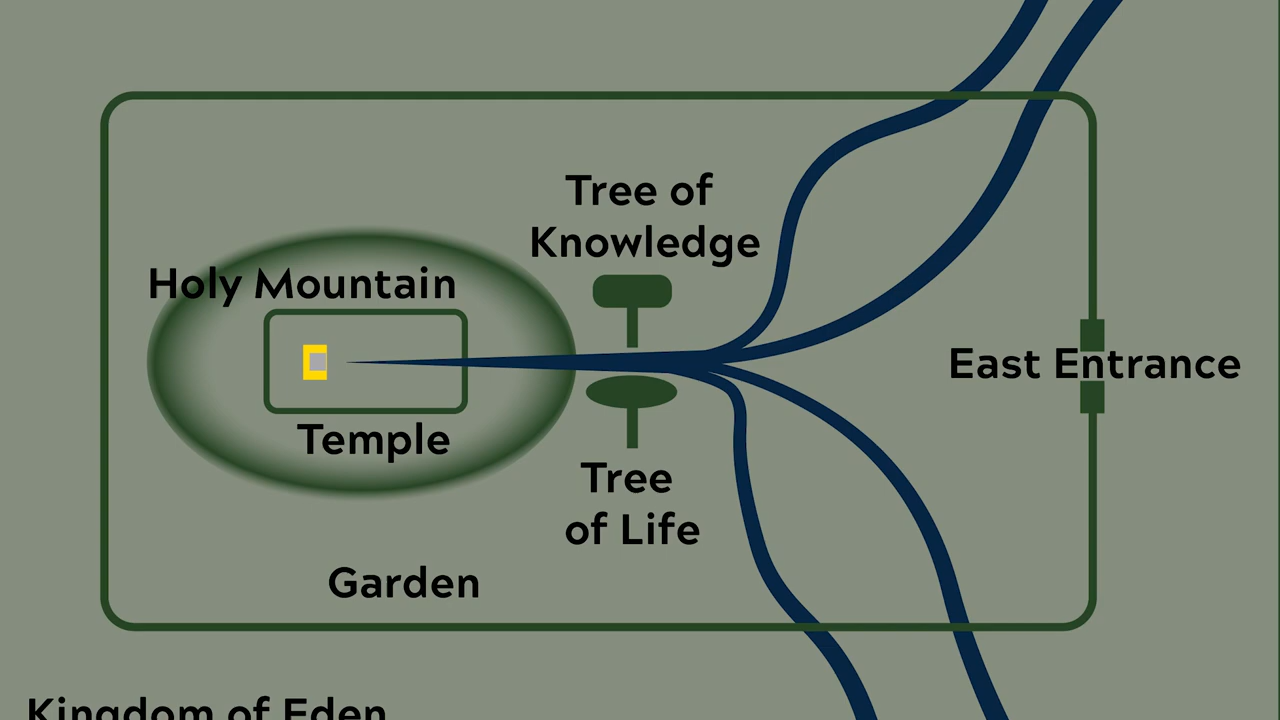 Tree of
Knowledge
Holy Mountain
East Entrance
Temple
Tree
of Life
Garden
Kingdom of Eden